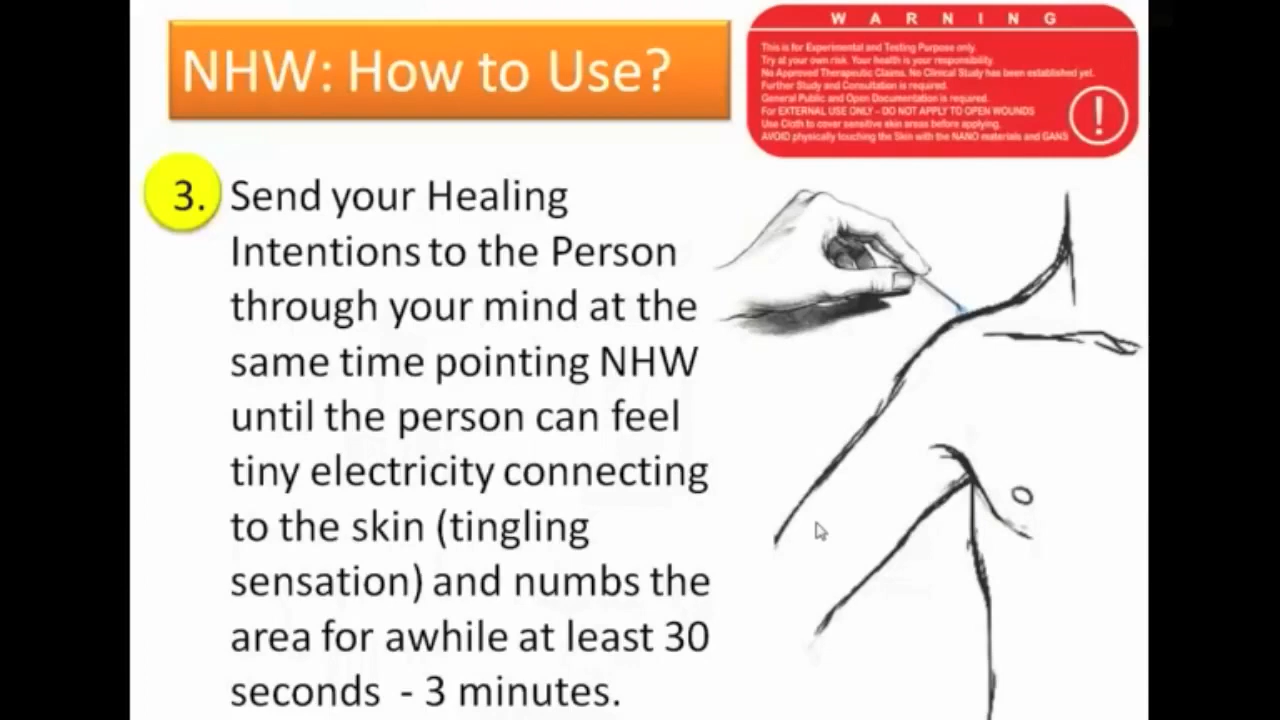 NHW: How to Use?
W A R N I N G
This is for Experimental and Testing Purpose only.
Try at your own risk. Your health is your responsibility.
No Approved Therapeutic Claims. No Clinical Study has been established yet.
Further Study and Consultation is required.
General Public and Open Documentation is required.
For EXTERNAL USE ONLY - DO NOT APPLY TO OPEN WOUNDS
Use Cloth to cover sensitive skin areas before applying.
AVOID physically touching the Skin with the NANO materials and GANS
!
3. Send your Healing
Intentions to the Person
through your mind at the
same time pointing NHW
until the person can feel
tiny electricity connecting
to the skin (tingling
sensation) and numbs the
area for awhile at least 30
seconds - 3 minutes.